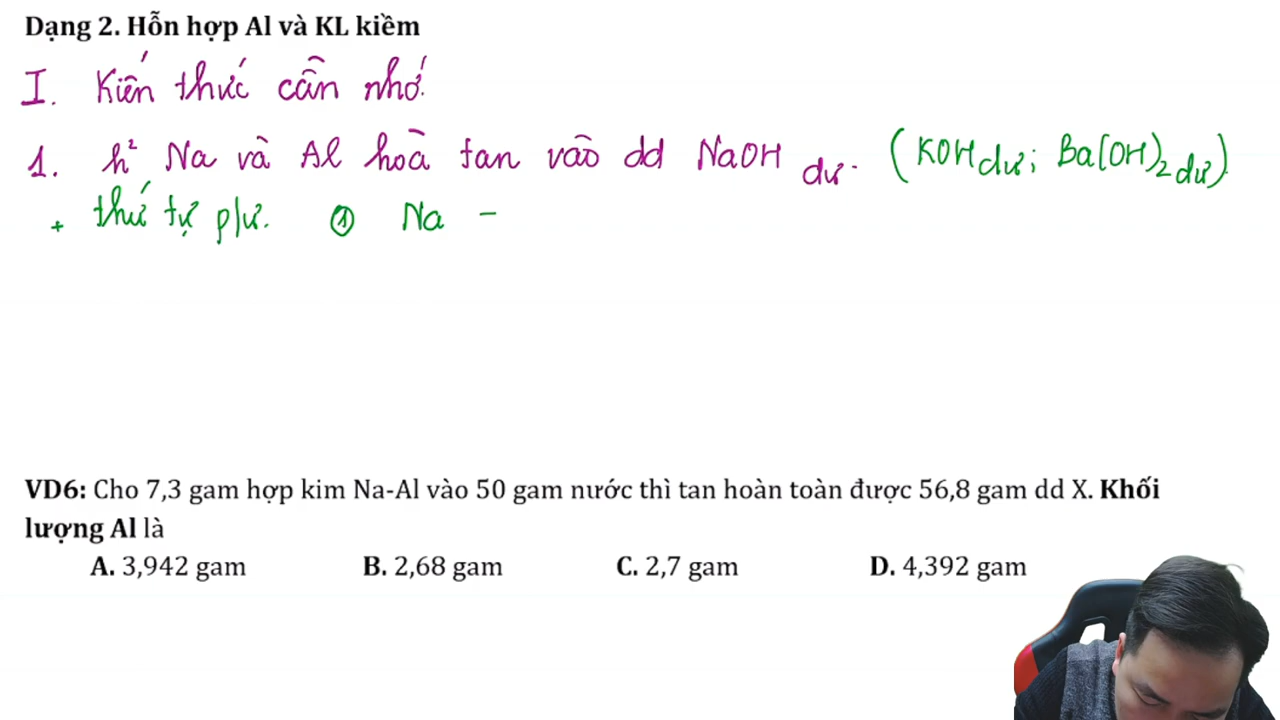 Dạng 2. Hỗn hợp Al và KL kiềm
I. Kiến thức cần nhớ.
1. h² Na và Al hoà tan vào dd NaOH dư. (KOH dư; Ba(OH)₂ dư)
+ thứ tự p/ư. ① Na –
VD6: Cho 7,3 gam hợp kim Na-Al vào 50 gam nước thì tan hoàn toàn được 56,8 gam dd X. Khối
lượng Al là
A. 3,942 gam B. 2,68 gam C. 2,7 gam D. 4,392 gam